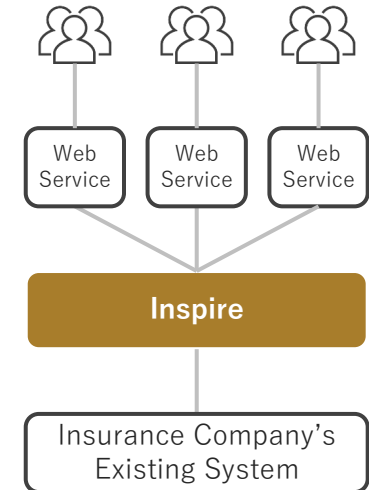 Web
Service
Web
Service
Web
Service
Inspire
Insurance Company's
Existing System